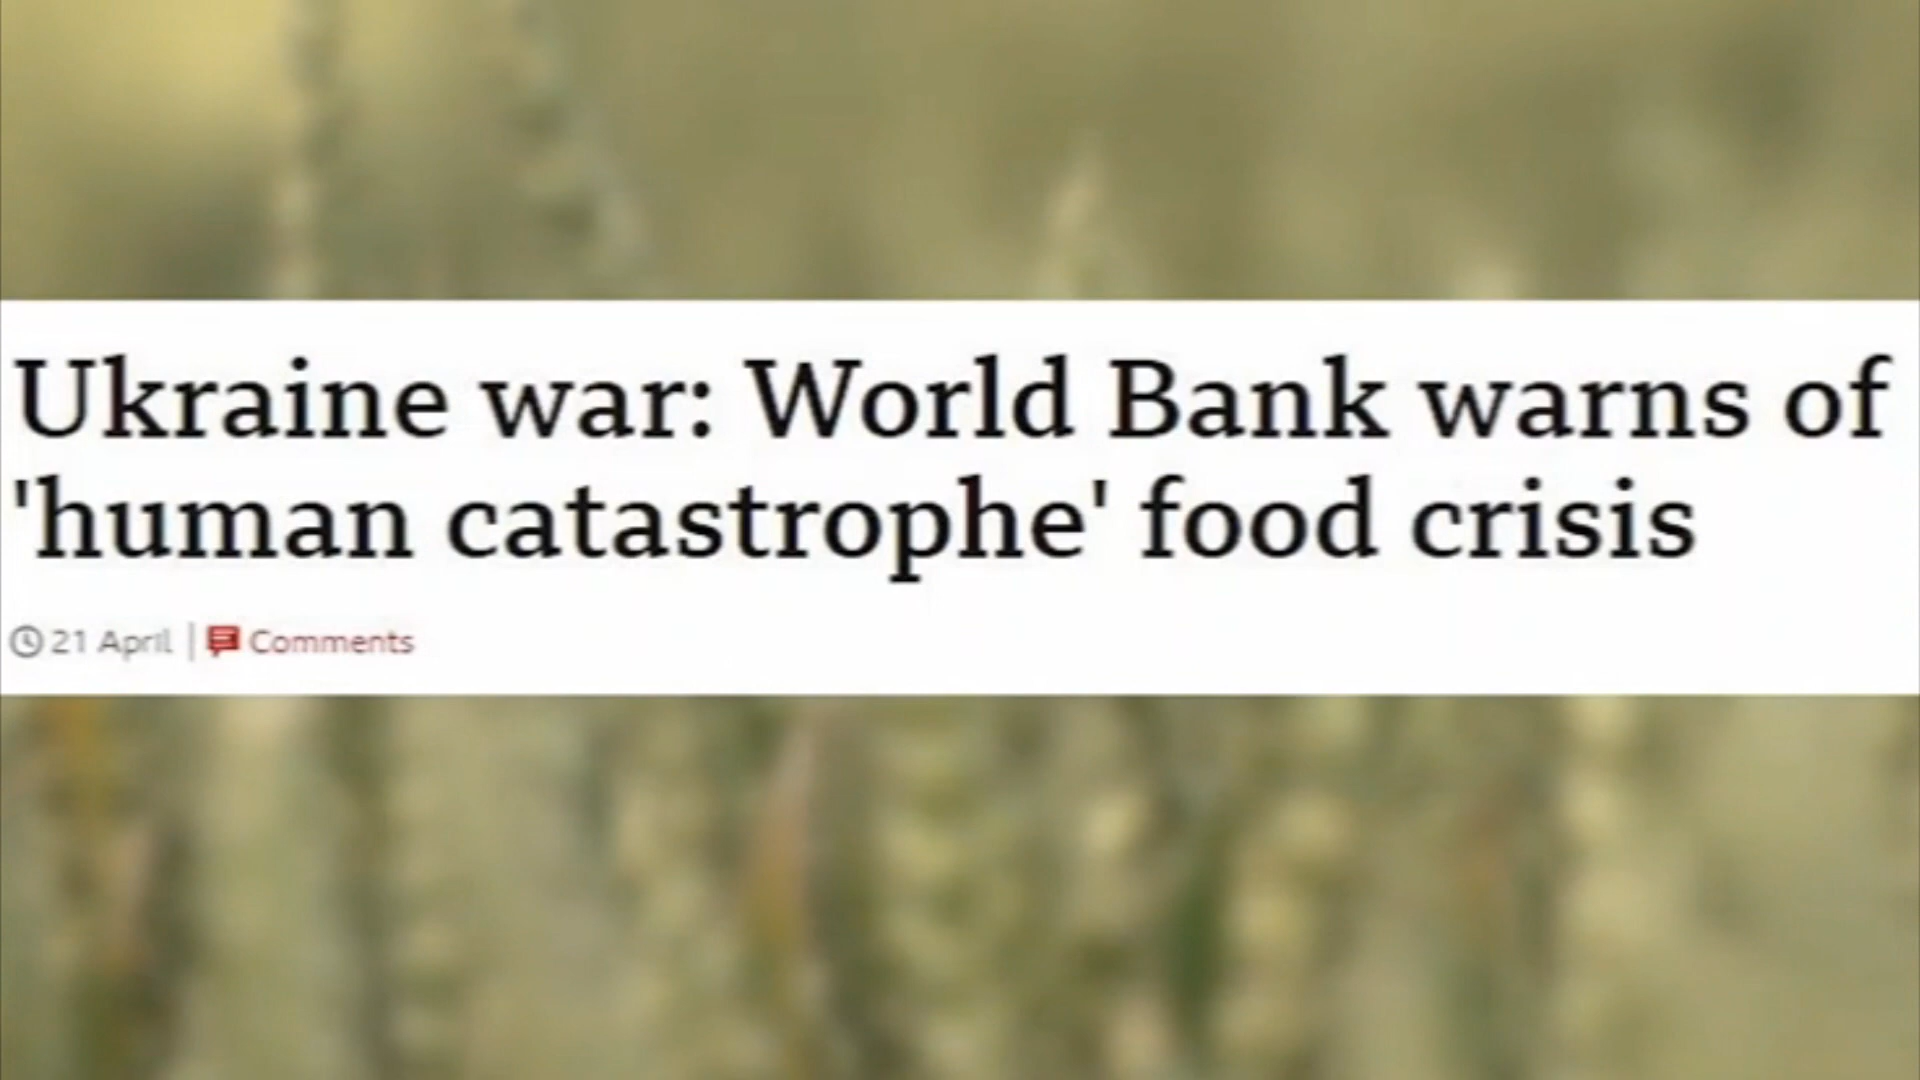 Ukraine war: World Bank warns of
'human catastrophe' food crisis
21 April | Comments